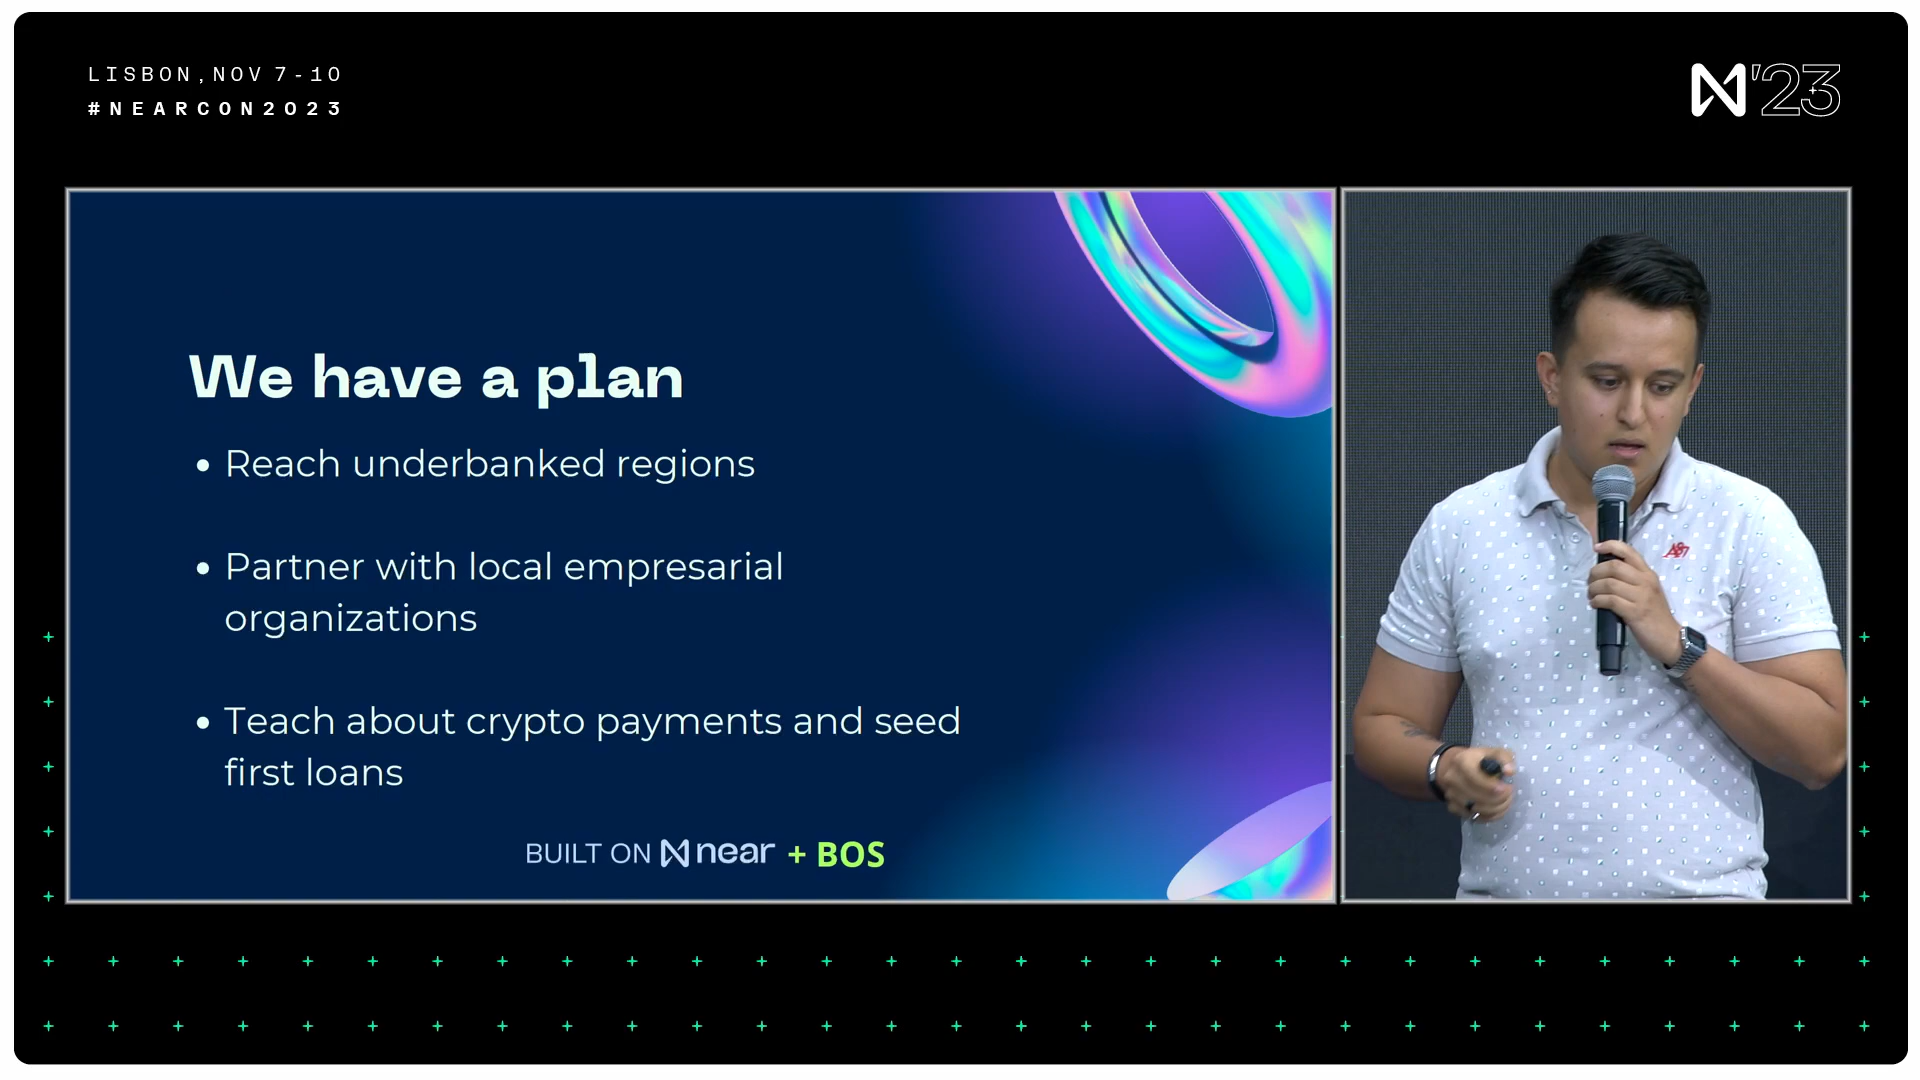 LISBON, NOV 7-10
#NEARCON2023
N'23
We have a plan
• Reach underbanked regions
• Partner with local empresarial
organizations
• Teach about crypto payments and seed
first loans
BUILT ON near + BOS
A87